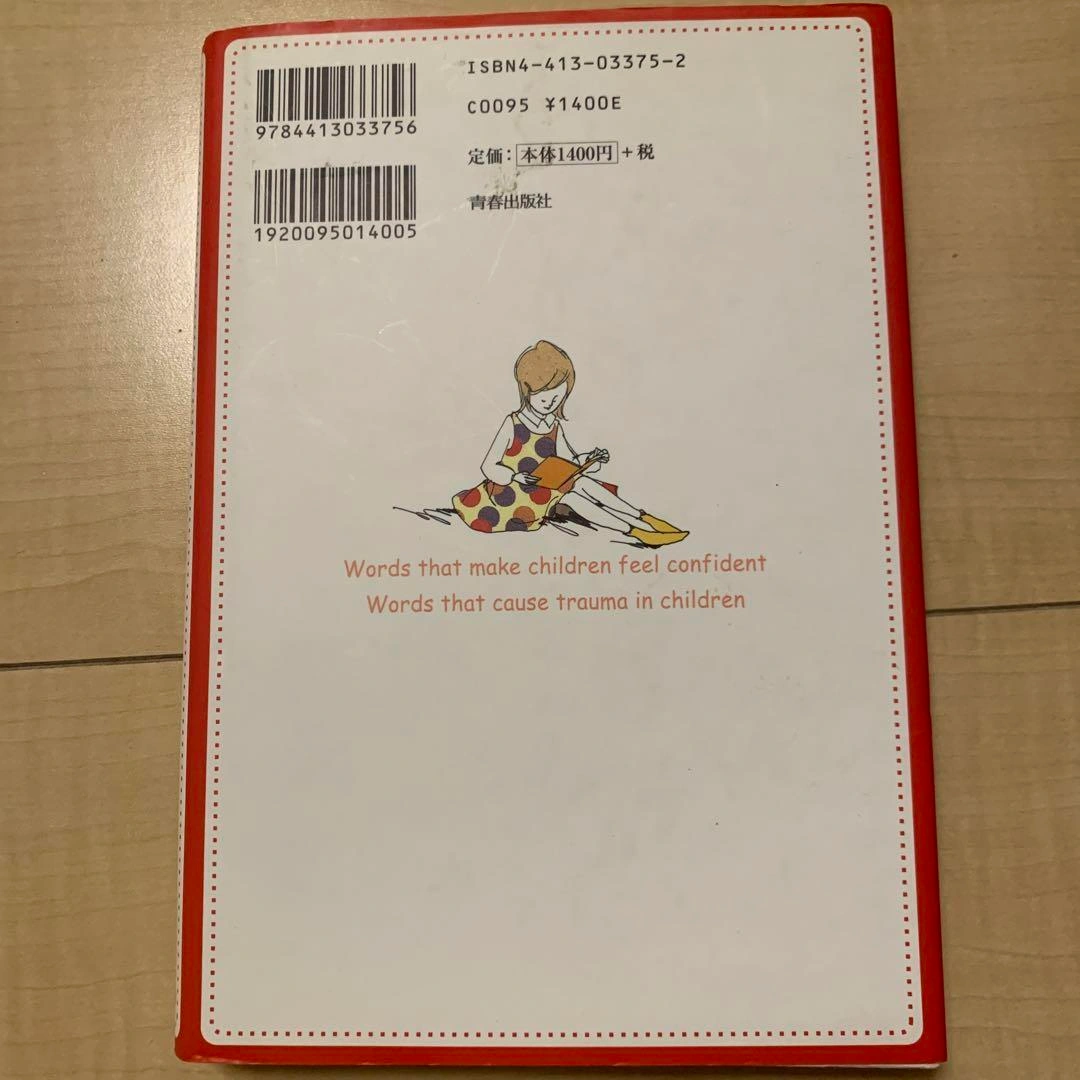 9784413033756
1920095014005
ISBN4-413-03375-2
C0095 ¥1400E
定価：本体1400円＋税
青春出版社
Words that make children feel confident
Words that cause trauma in children